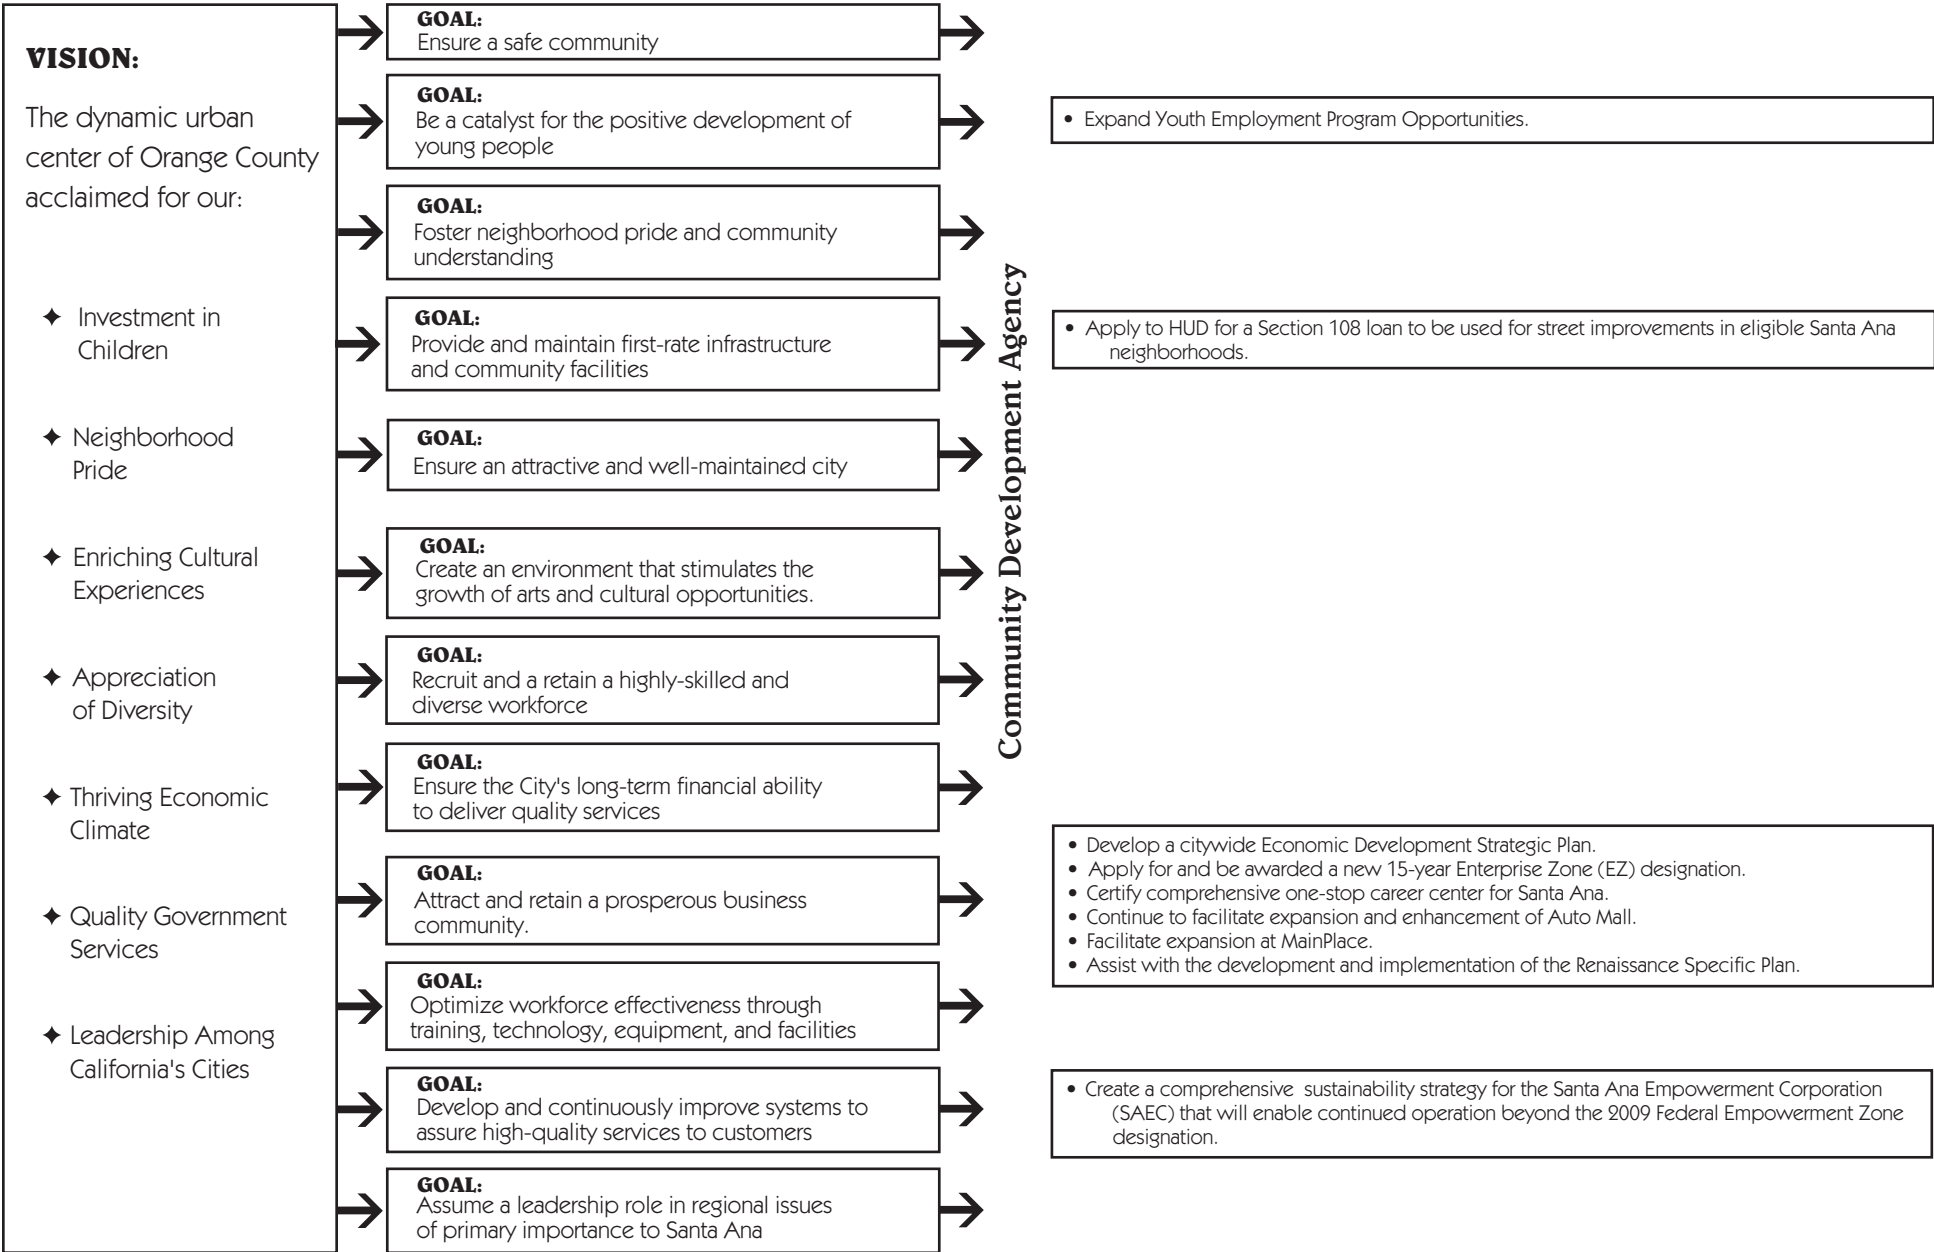 VISION:
The dynamic urban
center of Orange County
acclaimed for our:
✦ Investment in
Children
✦ Neighborhood
Pride
✦ Enriching Cultural
Experiences
✦ Appreciation
of Diversity
✦ Thriving Economic
Climate
✦ Quality Government
Services
✦ Leadership Among
California's Cities
GOAL:
Ensure a safe community
GOAL:
Be a catalyst for the positive development of
young people
GOAL:
Foster neighborhood pride and community
understanding
GOAL:
Provide and maintain first-rate infrastructure
and community facilities
GOAL:
Ensure an attractive and well-maintained city
GOAL:
Create an environment that stimulates the
growth of arts and cultural opportunities.
GOAL:
Recruit and a retain a highly-skilled and
diverse workforce
GOAL:
Ensure the City's long-term financial ability
to deliver quality services
GOAL:
Attract and retain a prosperous business
community.
GOAL:
Optimize workforce effectiveness through
training, technology, equipment, and facilities
GOAL:
Develop and continuously improve systems to
assure high-quality services to customers
GOAL:
Assume a leadership role in regional issues
of primary importance to Santa Ana
Community Development Agency
• Expand Youth Employment Program Opportunities.
• Apply to HUD for a Section 108 loan to be used for street improvements in eligible Santa Ana
neighborhoods.
• Develop a citywide Economic Development Strategic Plan.
• Apply for and be awarded a new 15-year Enterprise Zone (EZ) designation.
• Certify comprehensive one-stop career center for Santa Ana.
• Continue to facilitate expansion and enhancement of Auto Mall.
• Facilitate expansion at MainPlace.
• Assist with the development and implementation of the Renaissance Specific Plan.
• Create a comprehensive sustainability strategy for the Santa Ana Empowerment Corporation
(SAEC) that will enable continued operation beyond the 2009 Federal Empowerment Zone
designation.